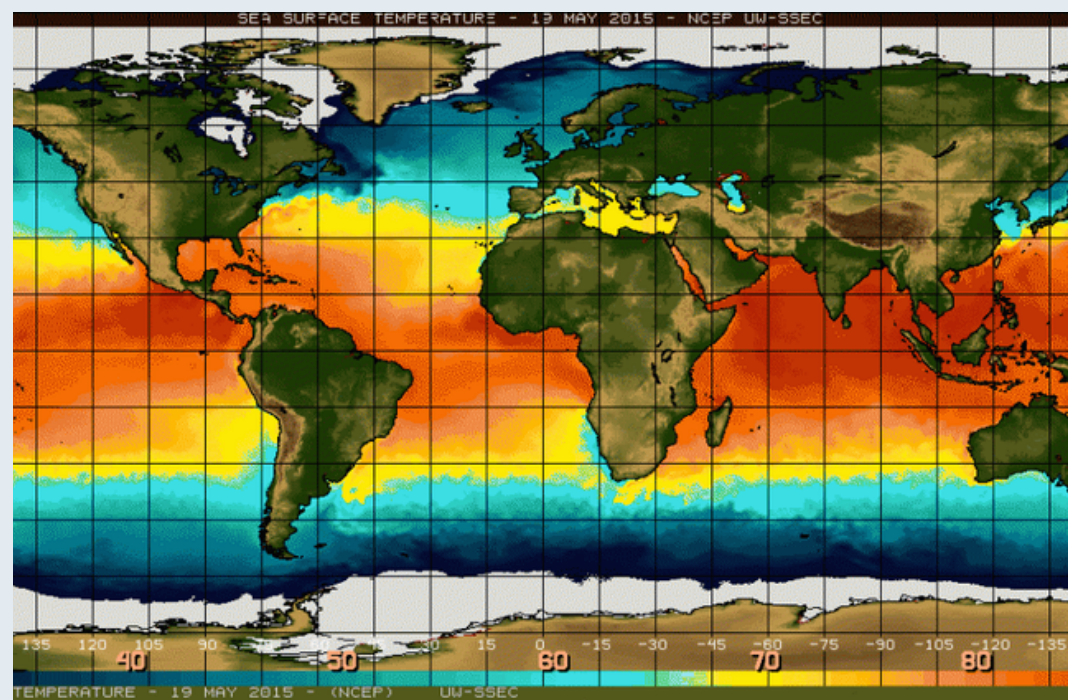 SEA SURFACE TEMPERATURE - 19 MAY 2015 - NCEP UW-SSEC
135 120 105 90 0 -15 -30 -45 -60 -75 -90 -105 -120 -135
40 50 60 70 80
TEMPERATURE - 19 MAY 2015 - (NCEP) UW-SSEC